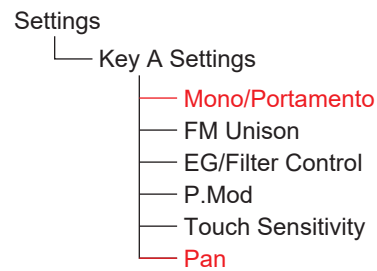 Settings
Key A Settings
Mono/Portamento
FM Unison
EG/Filter Control
P.Mod
Touch Sensitivity
Pan